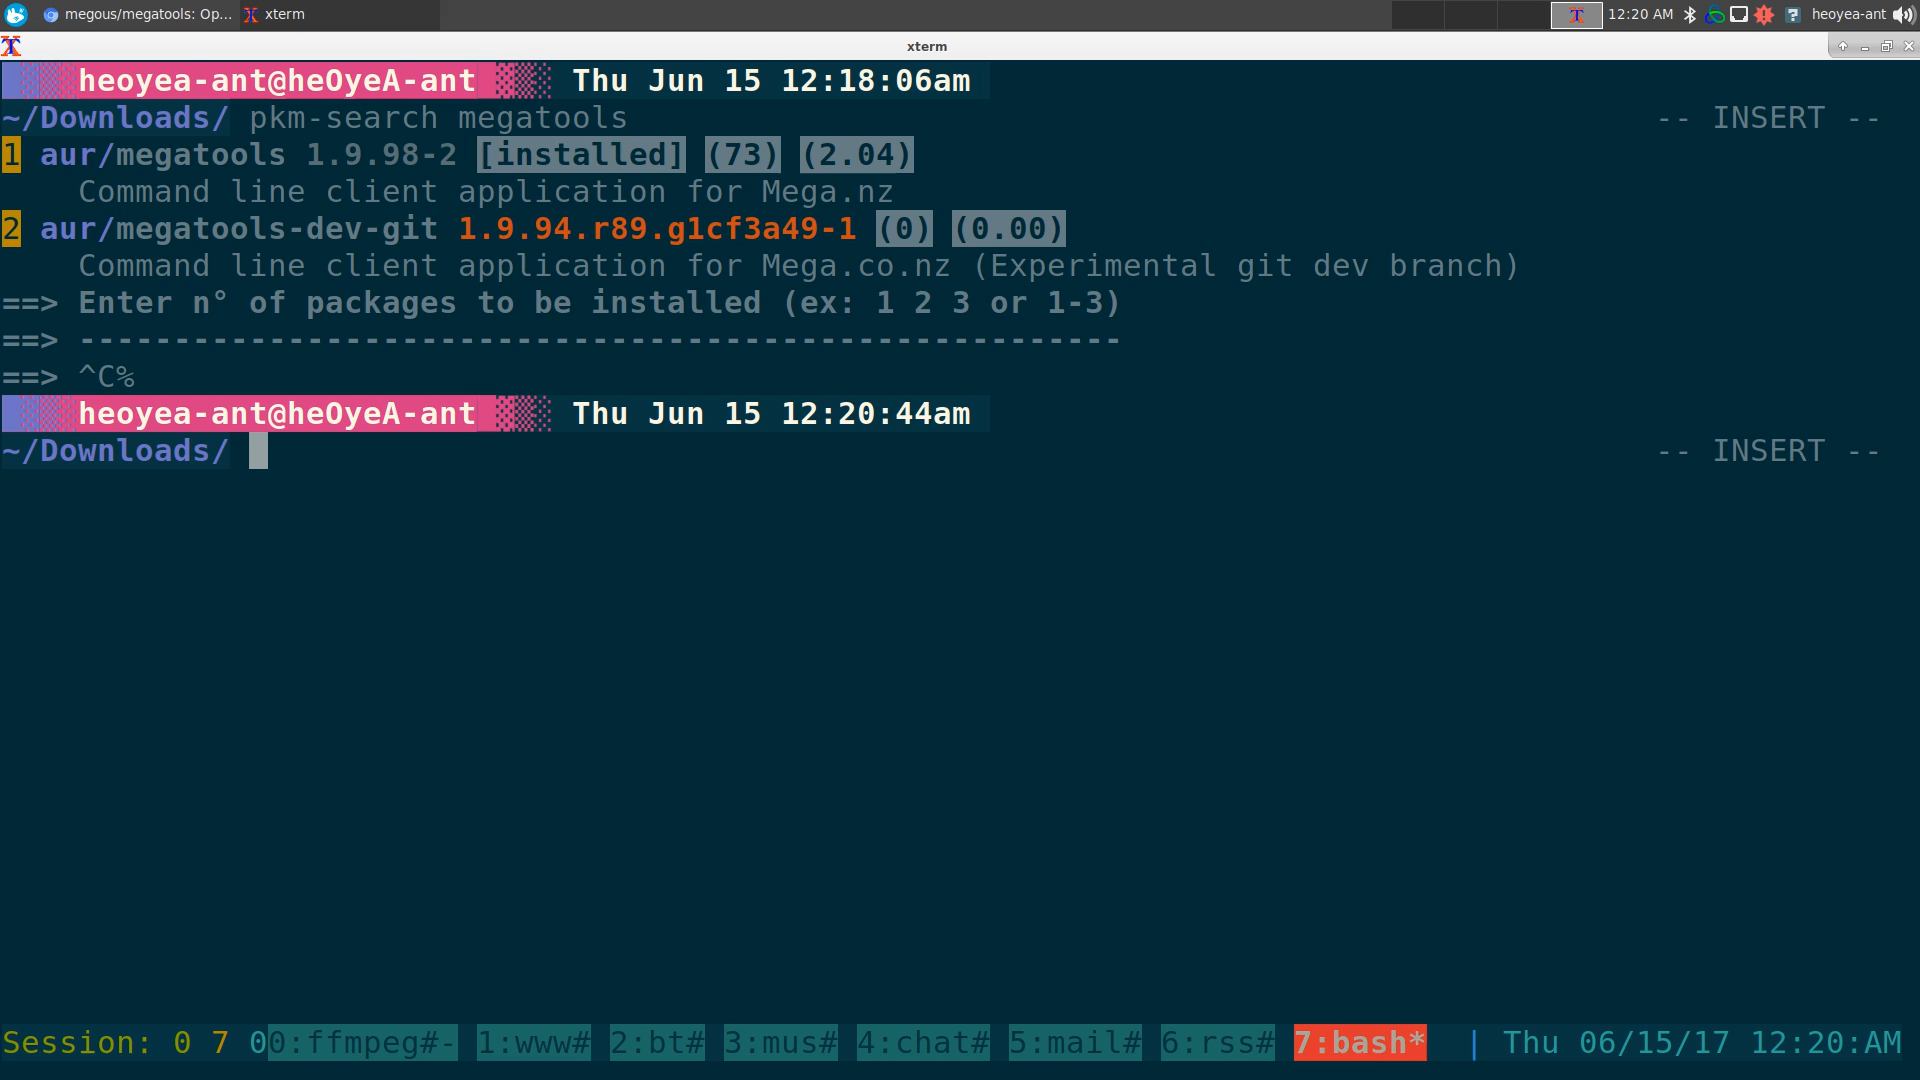 megous/megatools: Op... xterm 12:20 AM heoyea-ant
xterm
heoyea-ant@heOyeA-ant Thu Jun 15 12:18:06am
~/Downloads/ pkm-search megatools -- INSERT --
1 aur/megatools 1.9.98-2 [installed] (73) (2.04)
Command line client application for Mega.nz
2 aur/megatools-dev-git 1.9.94.r89.g1cf3a49-1 (0) (0.00)
Command line client application for Mega.co.nz (Experimental git dev branch)
==> Enter n° of packages to be installed (ex: 1 2 3 or 1-3)
==> -------------------------------------------------------
==> ^C%
heoyea-ant@heOyeA-ant Thu Jun 15 12:20:44am
~/Downloads/ -- INSERT --
Session: 0 7 00:ffmpeg#- 1:www# 2:bt# 3:mus# 4:chat# 5:mail# 6:rss# 7:bash* | Thu 06/15/17 12:20:AM